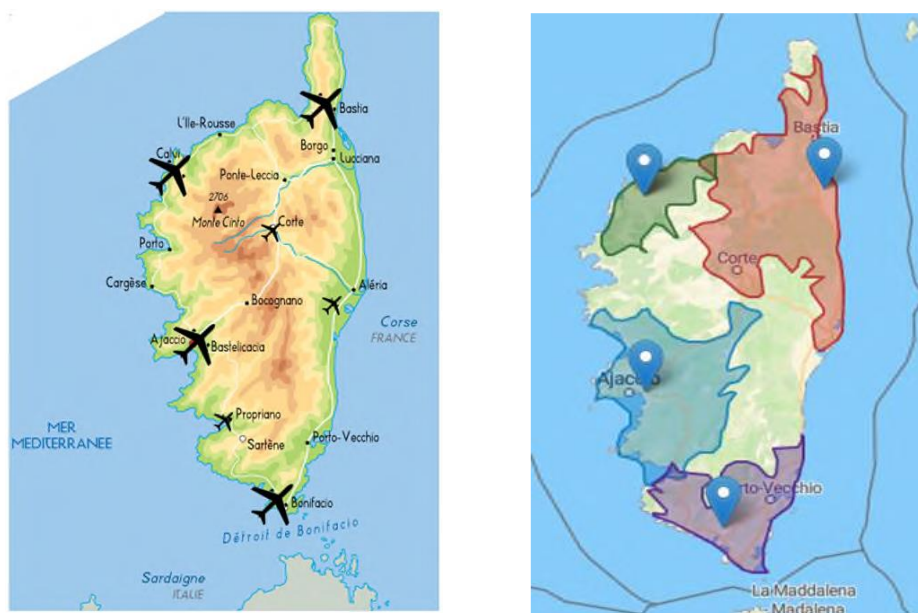 Bastia
L'Ile-Rousse
Borgo
Calvi
Lucciana
Ponte-Leccia
2706
Monte Cinto
Corte
Porto
Cargèse
Aléria
Bocognano
Corse
FRANCE
Ajaccio
Bastelicacia
Propriano
MER
MEDITERRANEE
Sartène
Porto-Vecchio
Bonifacio
Détroit de Bonifacio
Sardaigne
ITALIE
Bastia
Corte
Ajaccio
rto-Vecchio
La Maddalena
Madalena